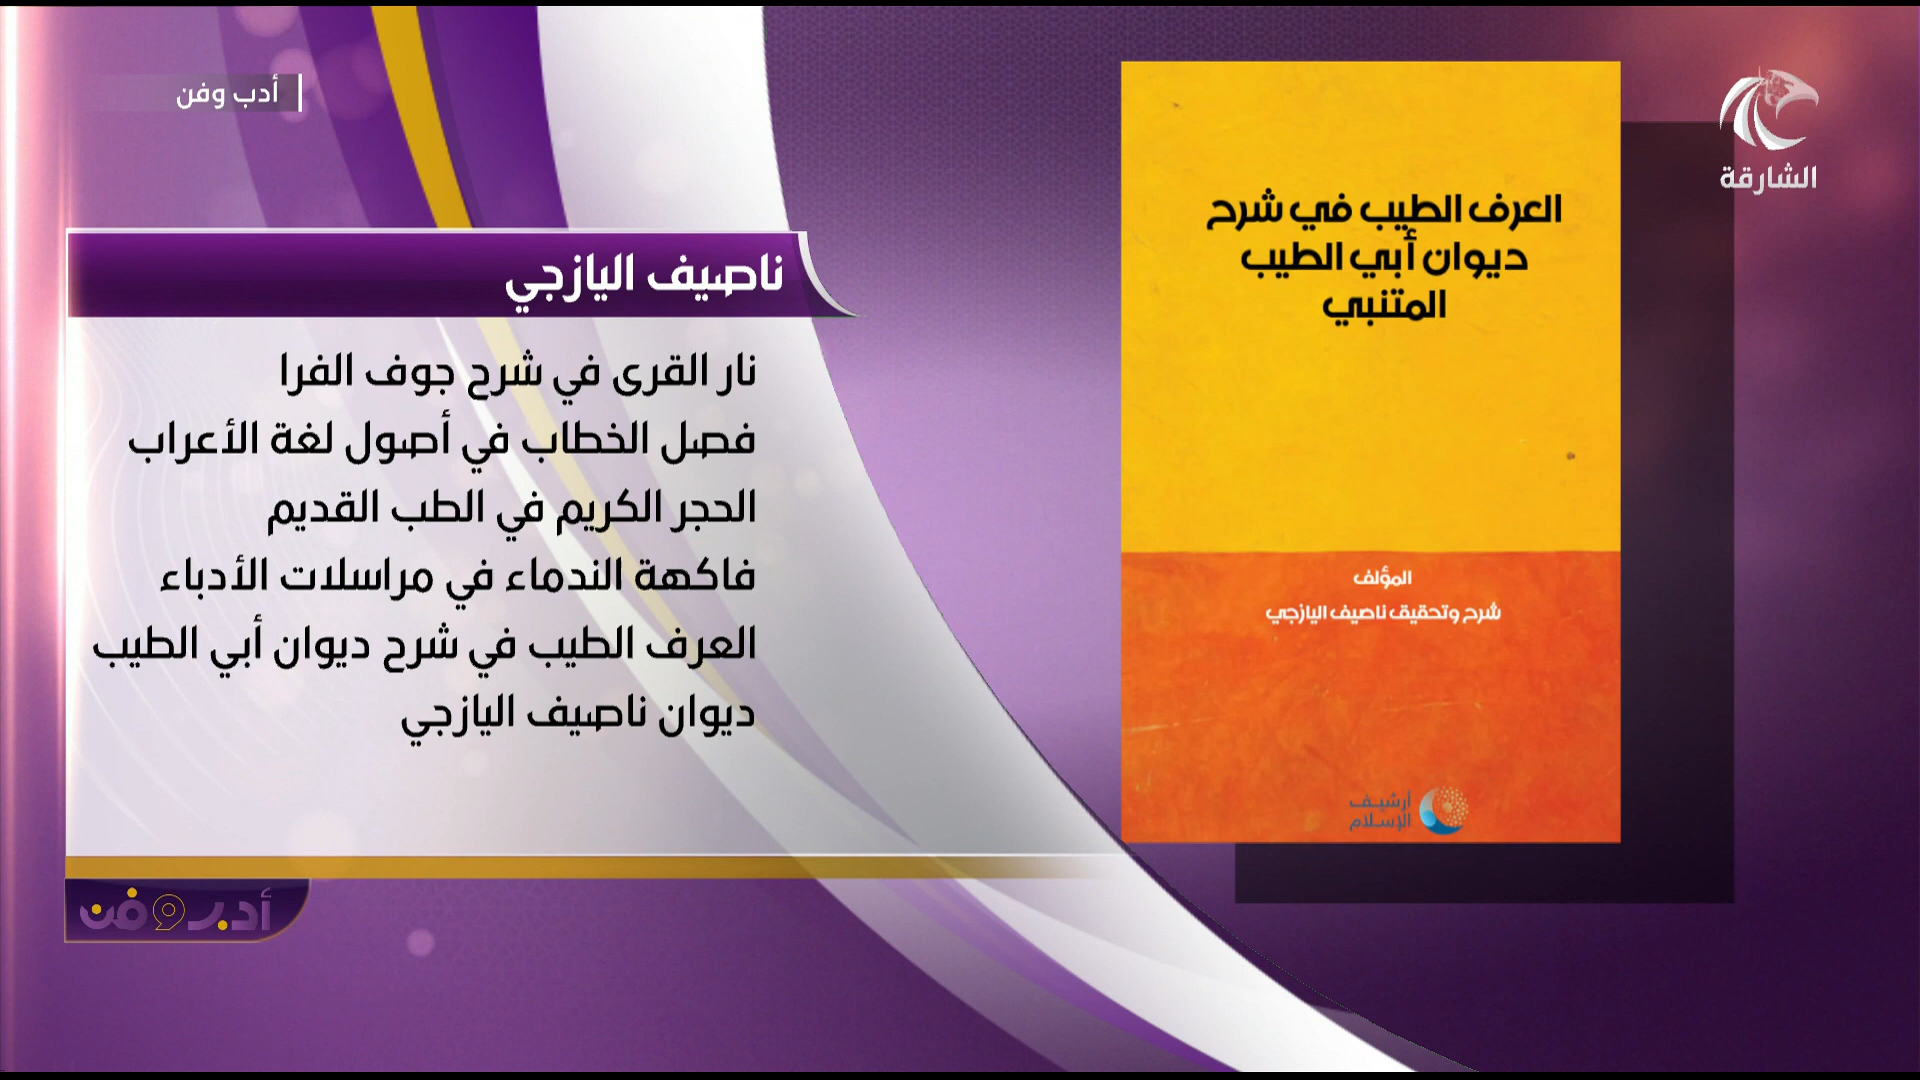 أدب وفن
الشارقة
العرف الطيب في شرح
ديوان أبي الطيب
المتنبي
المؤلف
شرح وتحقيق ناصيف اليازجي
أرشيف
الإسلام
ناصيف اليازجي
نار القرى في شرح جوف الفرا
فصل الخطاب في أصول لغة الأعراب
الحجر الكريم في الطب القديم
فاكهة الندماء في مراسلات الأدباء
العرف الطيب في شرح ديوان أبي الطيب
ديوان ناصيف اليازجي
أدب وفن